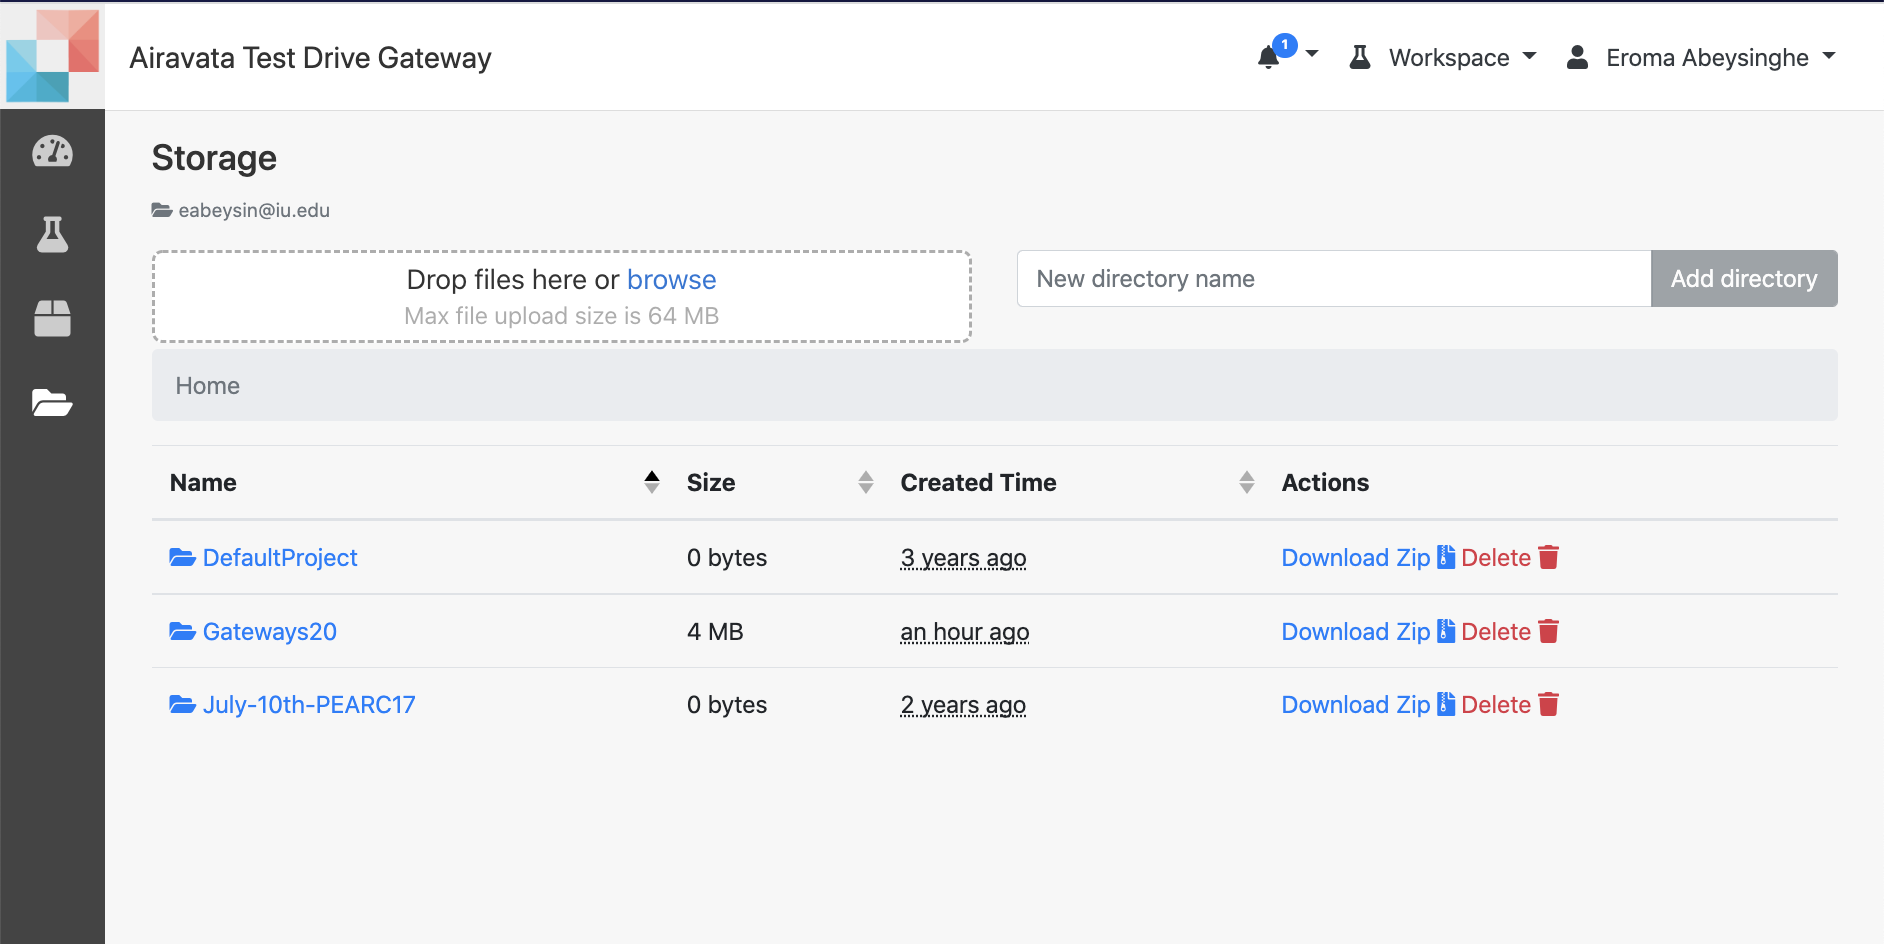 Airavata Test Drive Gateway
1
Workspace
Eroma Abeysinghe
Storage
eabeysin@iu.edu
Drop files here or browse
Max file upload size is 64 MB
New directory name
Add directory
Home
Name Size Created Time Actions
DefaultProject 0 bytes 3 years ago Download Zip Delete
Gateways20 4 MB an hour ago Download Zip Delete
July-10th-PEARC17 0 bytes 2 years ago Download Zip Delete